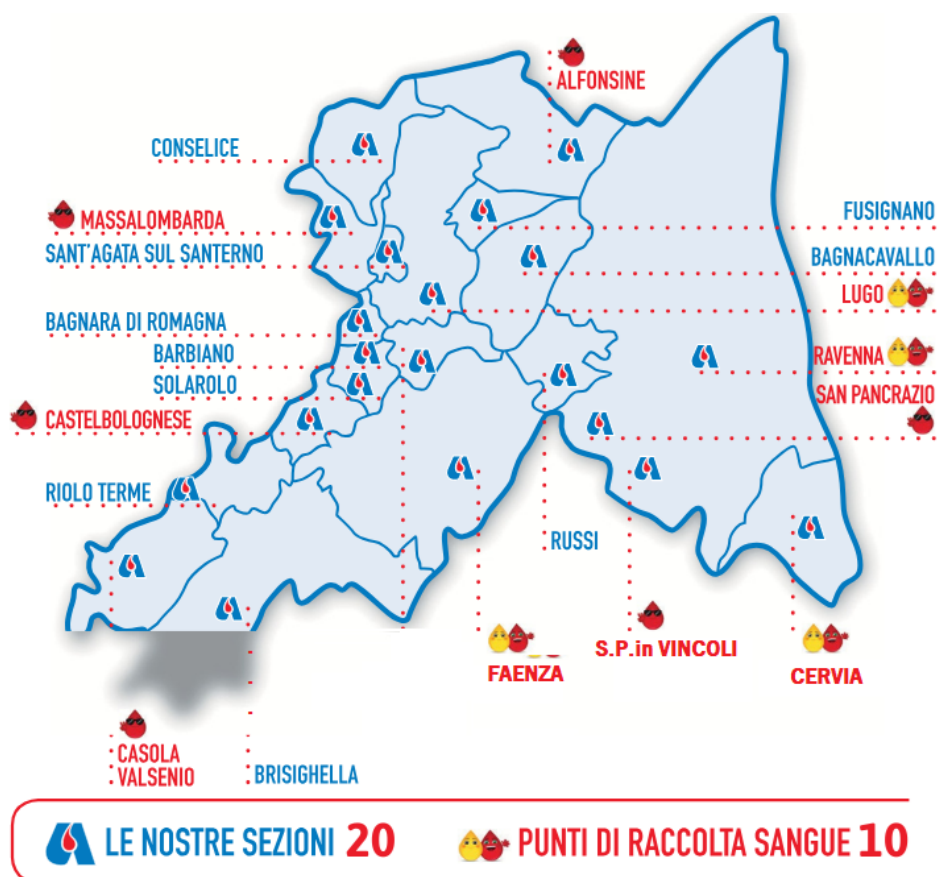 ALFONSINE
CONSELICE
MASSALOMBARDA
FUSIGNANO
SANT'AGATA SUL SANTERNO
BAGNACAVALLO
LUGO
BAGNARA DI ROMAGNA
BARBIANO
RAVENNA
SOLAROLO
SAN PANCRAZIO
CASTELBOLOGNESE
RIOLO TERME
RUSSI
S.P.in VINCOLI
FAENZA
CERVIA
CASOLA
VALSENIO
BRISIGHELLA
LE NOSTRE SEZIONI 20
PUNTI DI RACCOLTA SANGUE 10